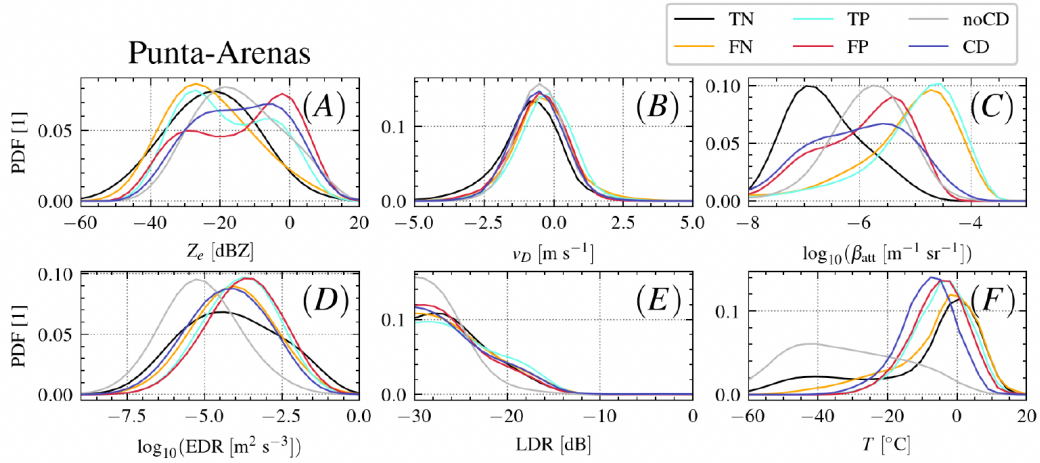 TN TP noCD
FN FP CD
Punta-Arenas
(A) (B) (C)
PDF [1]
0.05
0.00
−60 −40 −20 0 20
Z_e [dBZ]
0.1
0.0
−5.0 −2.5 0.0 2.5 5.0
v_D [m s⁻¹]
0.10
0.05
0.00
−8 −6 −4
log₁₀(β_att [m⁻¹ sr⁻¹])
(D) (E) (F)
PDF [1]
0.10
0.05
0.00
−7.5 −5.0 −2.5 0.0
log₁₀(EDR [m² s⁻³])
0.1
0.0
−30 −20 −10 0
LDR [dB]
0.1
0.0
−60 −40 −20 0 20
T [°C]